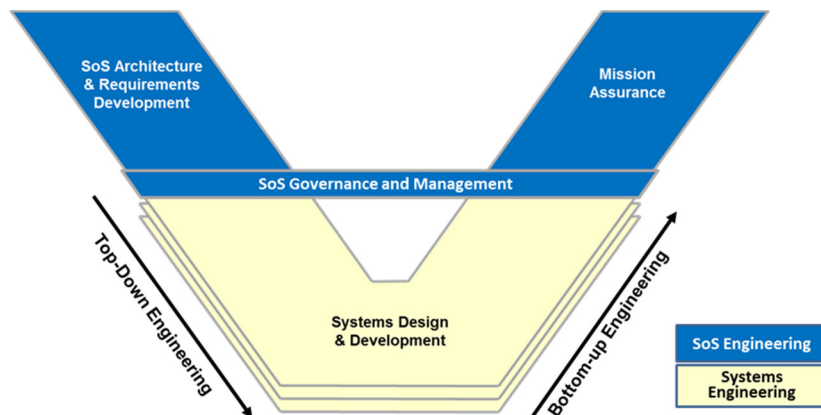 SoS Architecture
& Requirements
Development
Mission
Assurance
SoS Governance and Management
Top-Down Engineering
Systems Design
& Development
Bottom-up Engineering
SoS Engineering
Systems
Engineering